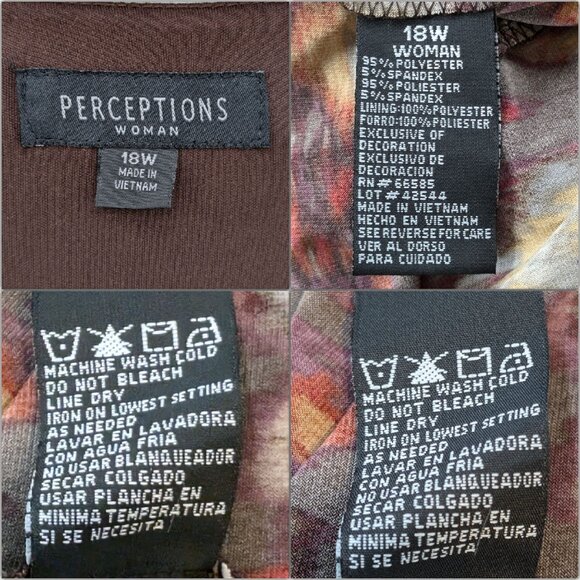 PERCEPTIONS
WOMAN
18W
MADE IN
VIETNAM
18W
WOMAN
95% POLYESTER
5% SPANDEX
95% POLIESTER
5% SPANDEX
LINING:100% POLYESTER
FORRO:100% POLIESTER
EXCLUSIVE OF
DECORATION
EXCLUSIVO DE
DECORACION
RN# 66585
LOT# 42544
MADE IN VIETNAM
HECHO EN VIETNAM
SEE REVERSE FOR CARE
VER AL DORSO
PARA CUIDADO
MACHINE WASH COLD
DO NOT BLEACH
LINE DRY
IRON ON LOWEST SETTING
AS NEEDED
LAVAR EN LAVADORA
CON AGUA FRIA
NO USAR BLANQUEADOR
SECAR COLGADO
USAR PLANCHA EN
MINIMA TEMPERATURA
SI SE NECESITA
MACHINE WASH COLD
DO NOT BLEACH
LINE DRY
IRON ON LOWEST SETTING
AS NEEDED
LAVAR EN LAVADORA
CON AGUA FRIA
NO USAR BLANQUEADOR
SECAR COLGADO
USAR PLANCHA EN
MINIMA TEMPERATURA
SI SE NECESITA